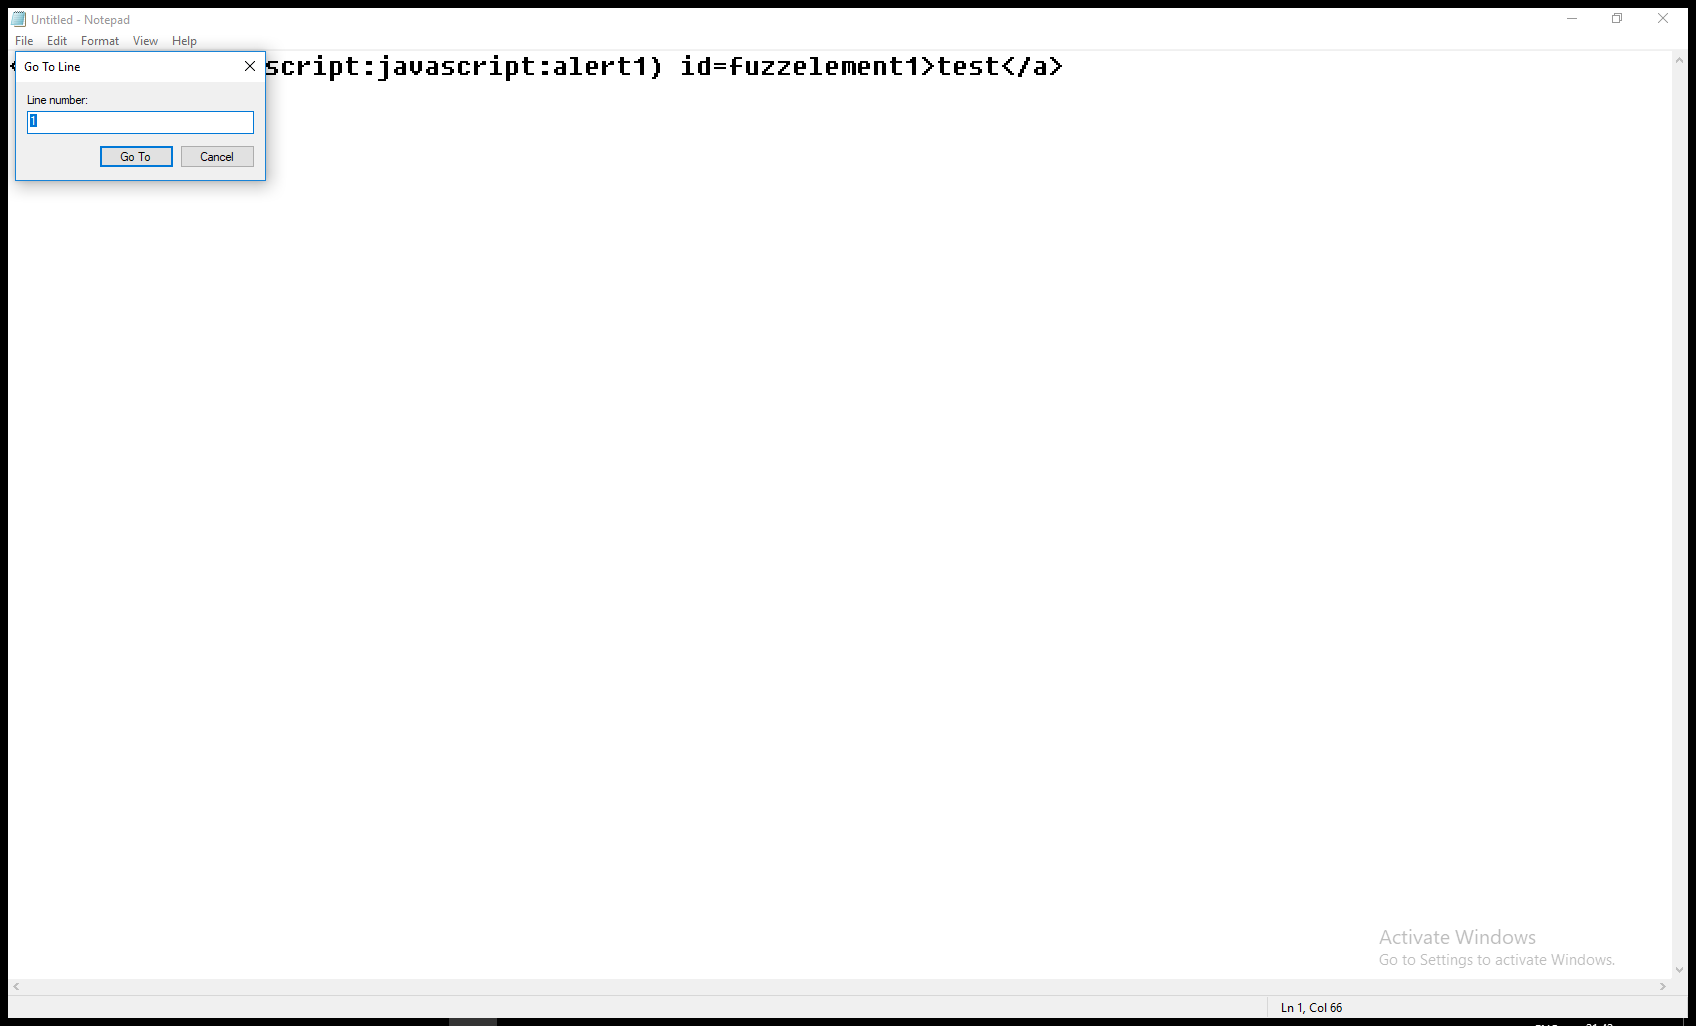 Untitled - Notepad
File Edit Format View Help
Go To Line
script:javascript:alert1) id=fuzzelement1>test</a>
Line number:
1
Go To Cancel
Activate Windows
Go to Settings to activate Windows.
Ln 1, Col 66